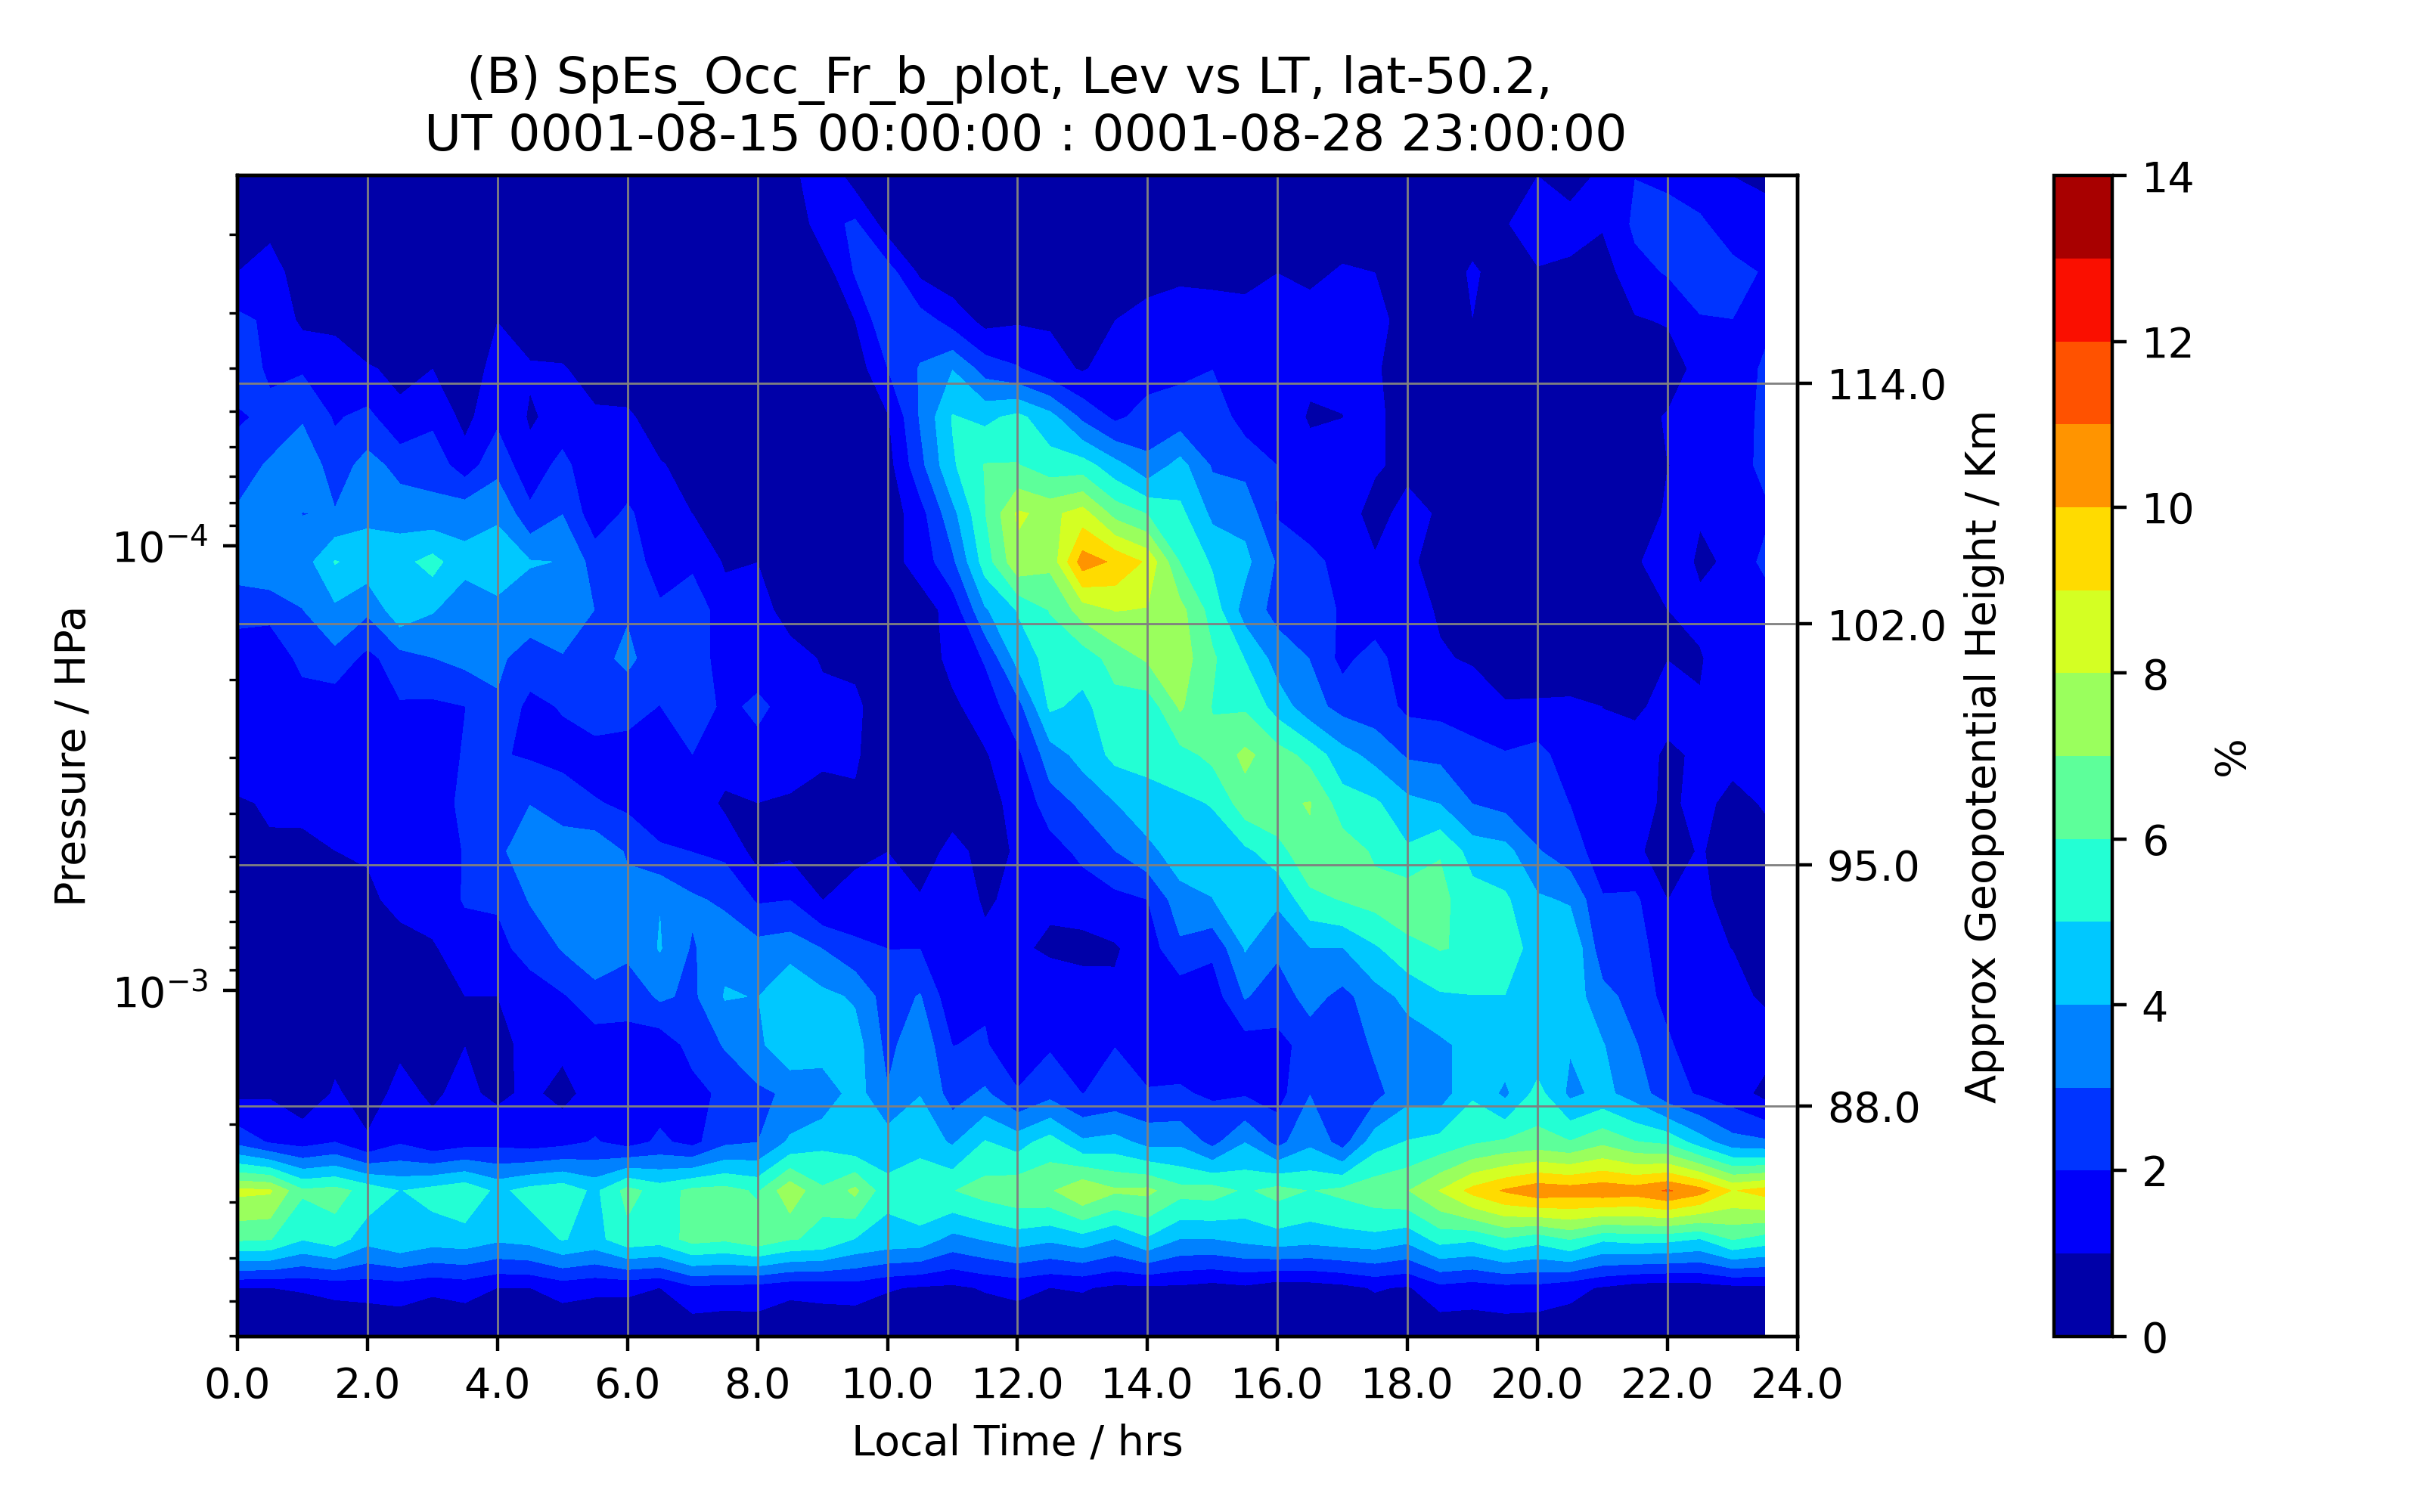 (B) SpEs_Occ_Fr_b_plot, Lev vs LT, lat-50.2,
UT 0001-08-15 00:00:00 : 0001-08-28 23:00:00
Pressure / HPa
10⁻⁴
10⁻³
0.0 2.0 4.0 6.0 8.0 10.0 12.0 14.0 16.0 18.0 20.0 22.0 24.0
Local Time / hrs
114.0
102.0
95.0
88.0
Approx Geopotential Height / Km
14
12
10
8
6
4
2
0
%